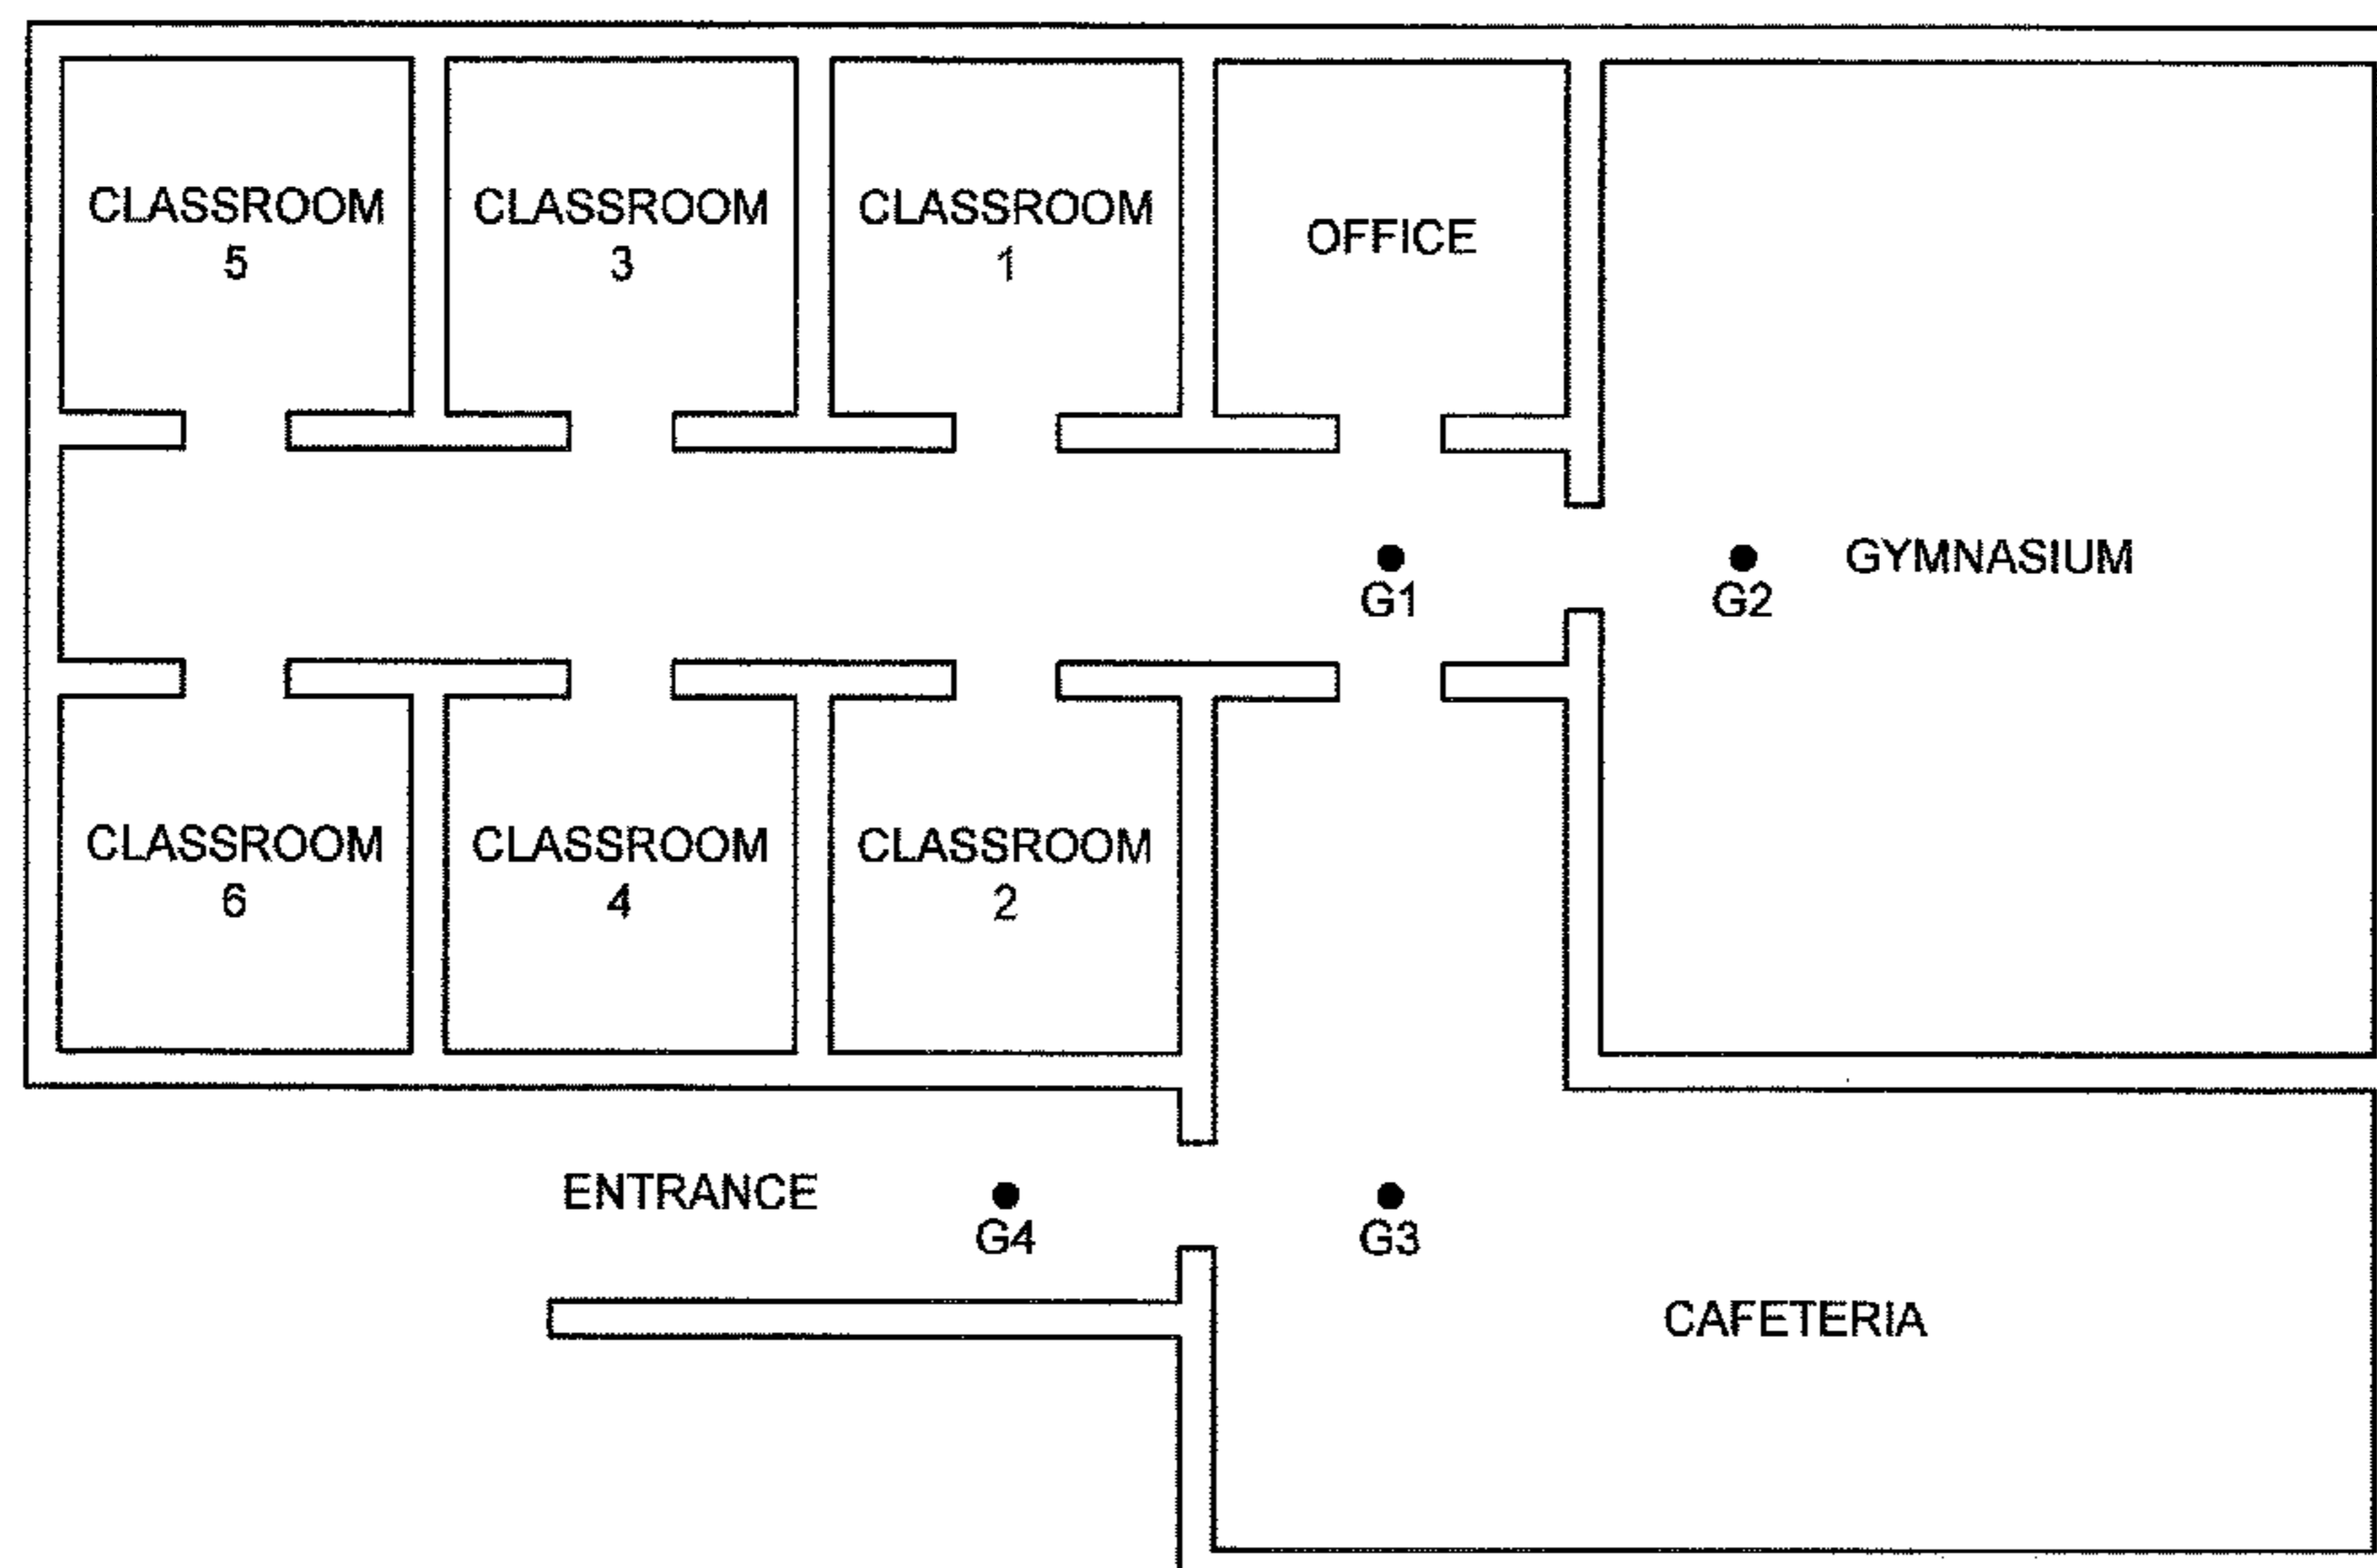 CLASSROOM
5
CLASSROOM
3
CLASSROOM
1
OFFICE
G1
G2
GYMNASIUM
CLASSROOM
6
CLASSROOM
4
CLASSROOM
2
ENTRANCE
G4
G3
CAFETERIA